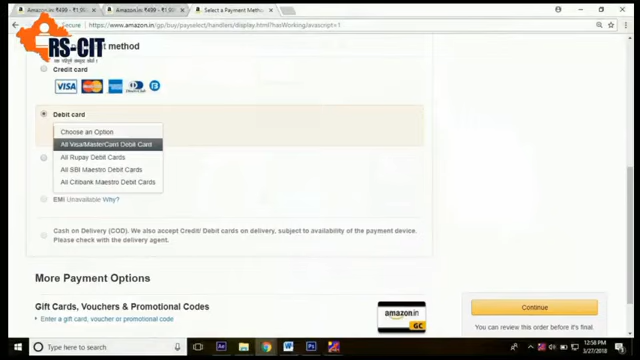 Amazon.in ₹499 - ₹1,99
Amazon.in: ₹499 - ₹1,99
Select a Payment Meth
Secure
https://www.amazon.in/gp/buy/payselect/handlers/display.html?hasWorkingJavascript=1
RS-CIT
method
Credit card
VISA
Debit card
Choose an Option
All Visa/MasterCard Debit Card
All Rupay Debit Cards
All SBI Maestro Debit Cards
All Citibank Maestro Debit Cards
EMI Unavailable Why?
Cash on Delivery (COD). We also accept Credit/ Debit cards on delivery, subject to availability of the payment device.
Please check with the delivery agent.
More Payment Options
Gift Cards, Vouchers & Promotional Codes
Enter a gift card, voucher or promotional code
amazon.in
GC
Continue
You can review this order before it's final.
Type here to search
12:58 PM
3/27/2018